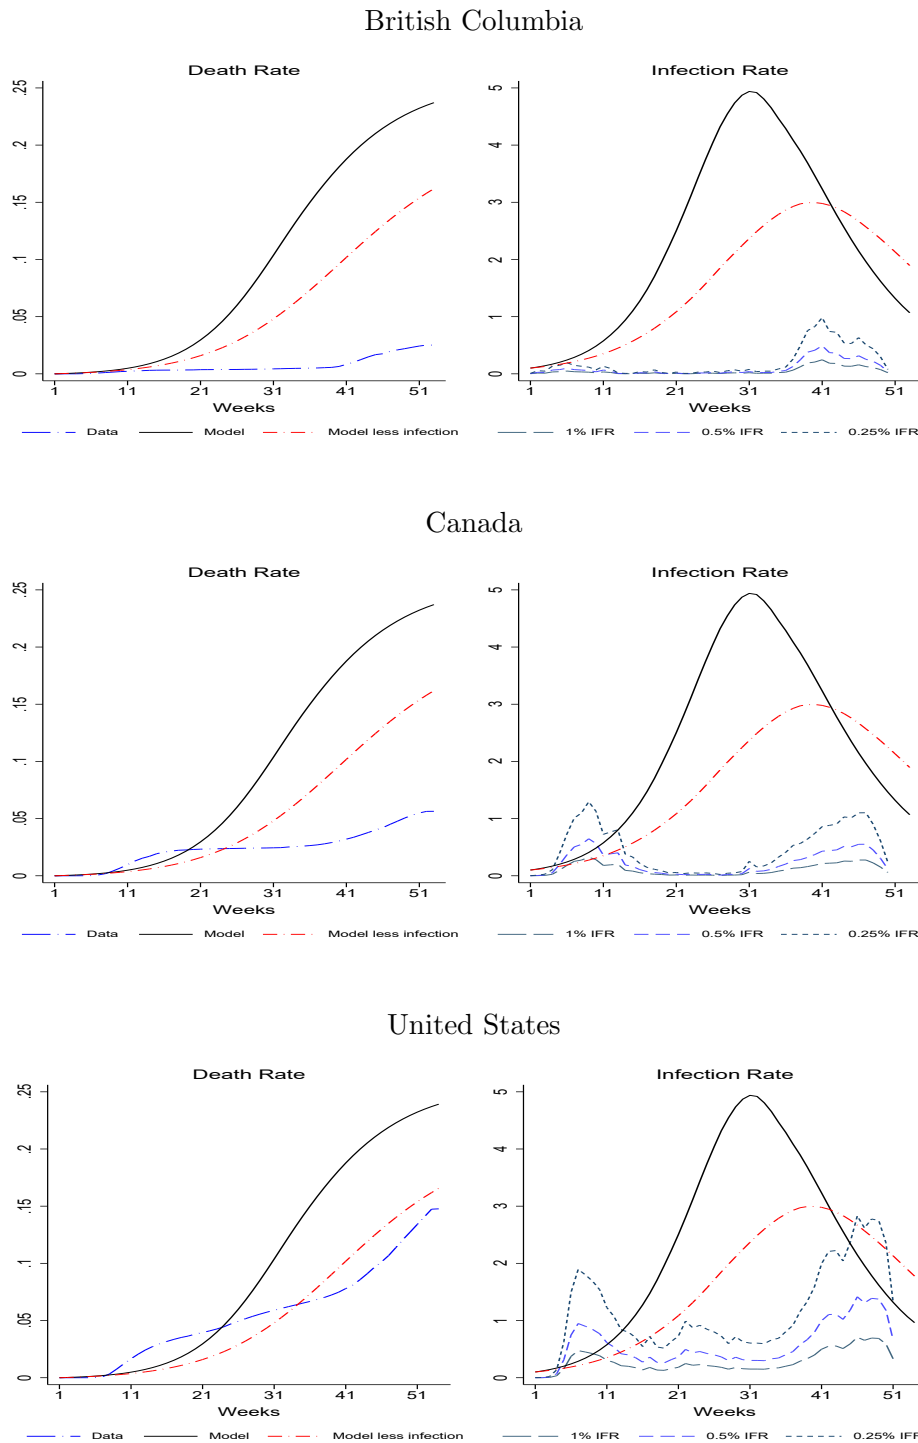 British Columbia
Death Rate
.25
.2
.15
.1
.05
0
1 11 21 31 41 51
Weeks
Data Model Model less infection
Infection Rate
5
4
3
2
1
0
1 11 21 31 41 51
Weeks
1% IFR 0.5% IFR 0.25% IFR
Canada
Death Rate
.25
.2
.15
.1
.05
0
1 11 21 31 41 51
Weeks
Data Model Model less infection
Infection Rate
5
4
3
2
1
0
1 11 21 31 41 51
Weeks
1% IFR 0.5% IFR 0.25% IFR
United States
Death Rate
.25
.2
.15
.1
.05
0
1 11 21 31 41 51
Weeks
Data Model Model less infection
Infection Rate
5
4
3
2
1
0
1 11 21 31 41 51
Weeks
1% IFR 0.5% IFR 0.25% IFR